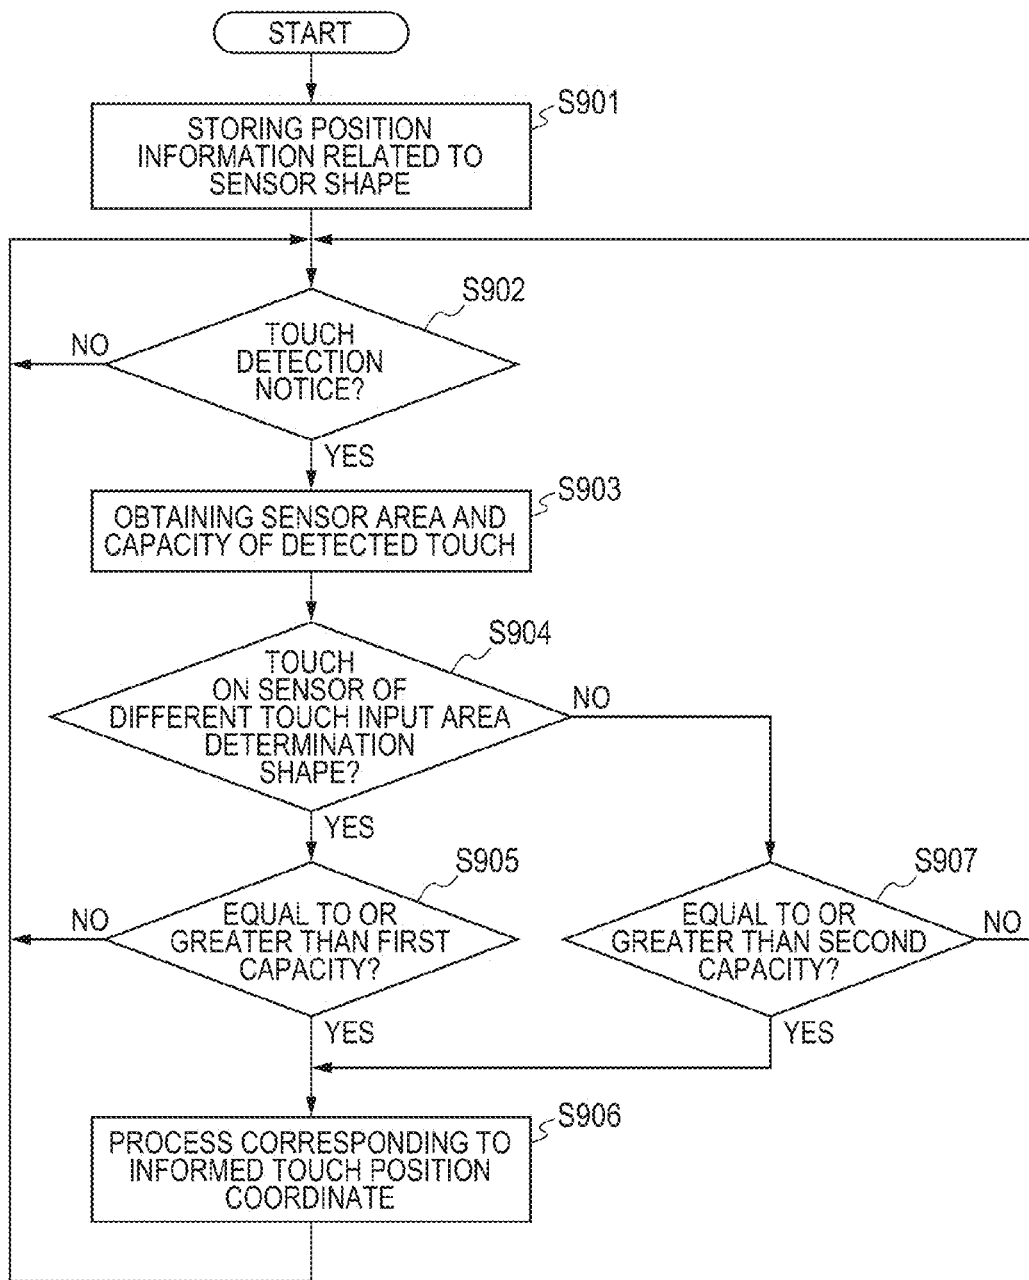 START
S901
STORING POSITION
INFORMATION RELATED TO
SENSOR SHAPE
S902
NO
TOUCH
DETECTION
NOTICE?
YES
S903
OBTAINING SENSOR AREA AND
CAPACITY OF DETECTED TOUCH
S904
TOUCH
ON SENSOR OF
DIFFERENT TOUCH INPUT AREA
DETERMINATION
SHAPE?
NO
YES
S905
NO
EQUAL TO OR
GREATER THAN FIRST
CAPACITY?
YES
S907
EQUAL TO OR
GREATER THAN SECOND
CAPACITY?
NO
YES
S906
PROCESS CORRESPONDING TO
INFORMED TOUCH POSITION
COORDINATE